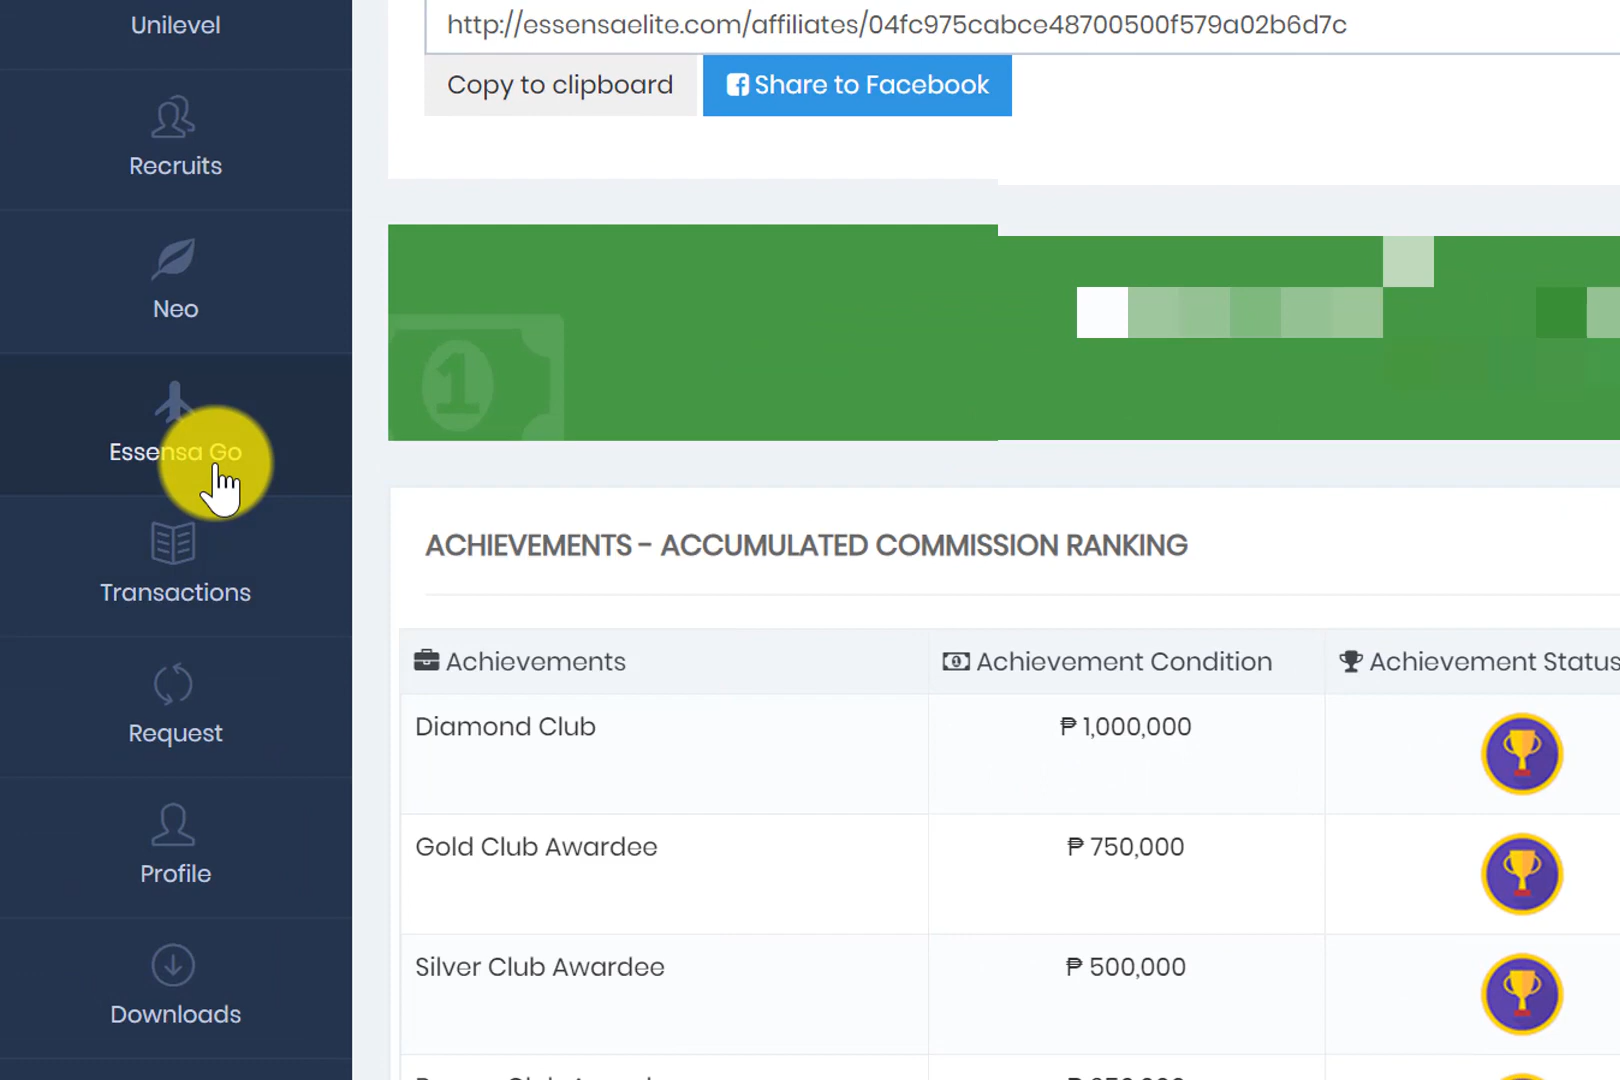 Unilevel
Recruits
Neo
Essensa Go
Transactions
Request
Profile
Downloads
http://essensaelite.com/affiliates/04fc975cabce48700500f579a02b6d7c
Copy to clipboard
Share to Facebook
1
ACHIEVEMENTS - ACCUMULATED COMMISSION RANKING
Achievements Achievement Condition Achievement Status
Diamond Club ₱ 1,000,000
Gold Club Awardee ₱ 750,000
Silver Club Awardee ₱ 500,000